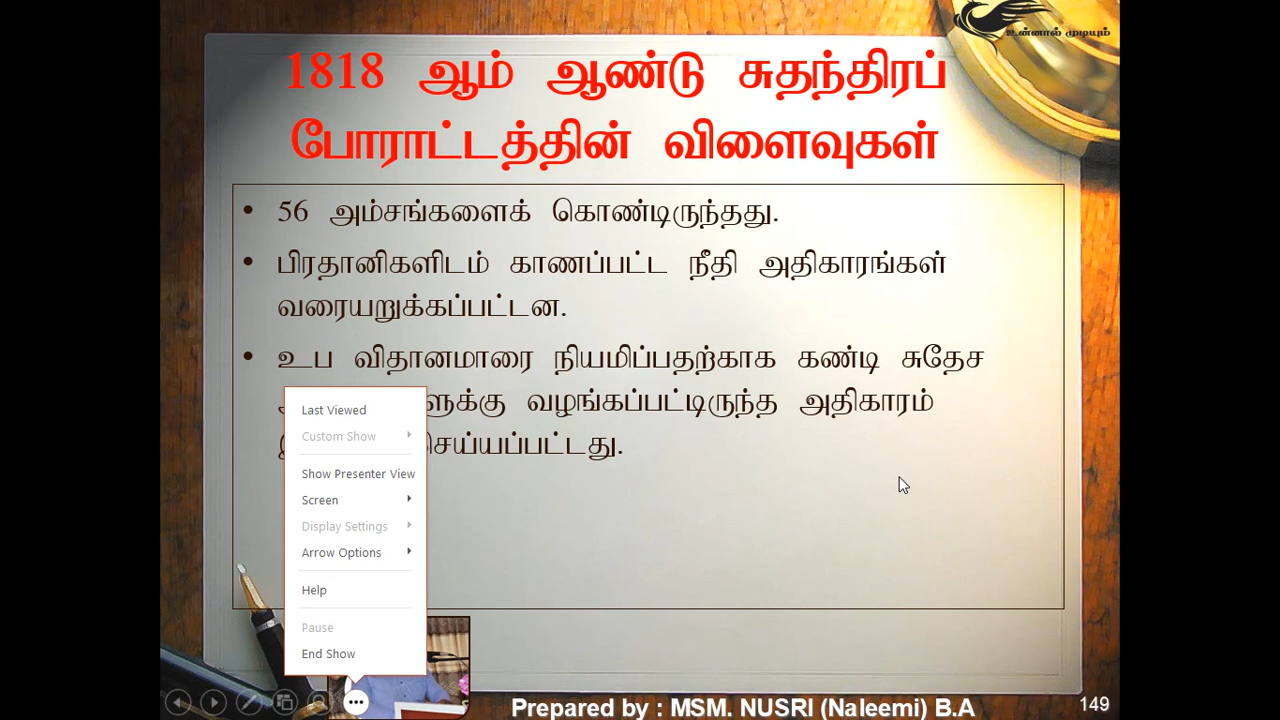 உன்னால் முடியும்
1818 ஆம் ஆண்டு சுதந்திரப்
போராட்டத்தின் விளைவுகள்
• 56 அம்சங்களைக் கொண்டிருந்தது.
• பிரதானிகளிடம் காணப்பட்ட நீதி அதிகாரங்கள்
வரையறுக்கப்பட்டன.
• உப விதானமாரை நியமிப்பதற்காக கண்டி சுதேச
வழங்கப்பட்டிருந்த அதிகாரம்
செய்யப்பட்டது.
Last Viewed
Custom Show
Show Presenter View
Screen
Display Settings
Arrow Options
Help
Pause
End Show
Prepared by : MSM. NUSRI (Naleemi) B.A
149